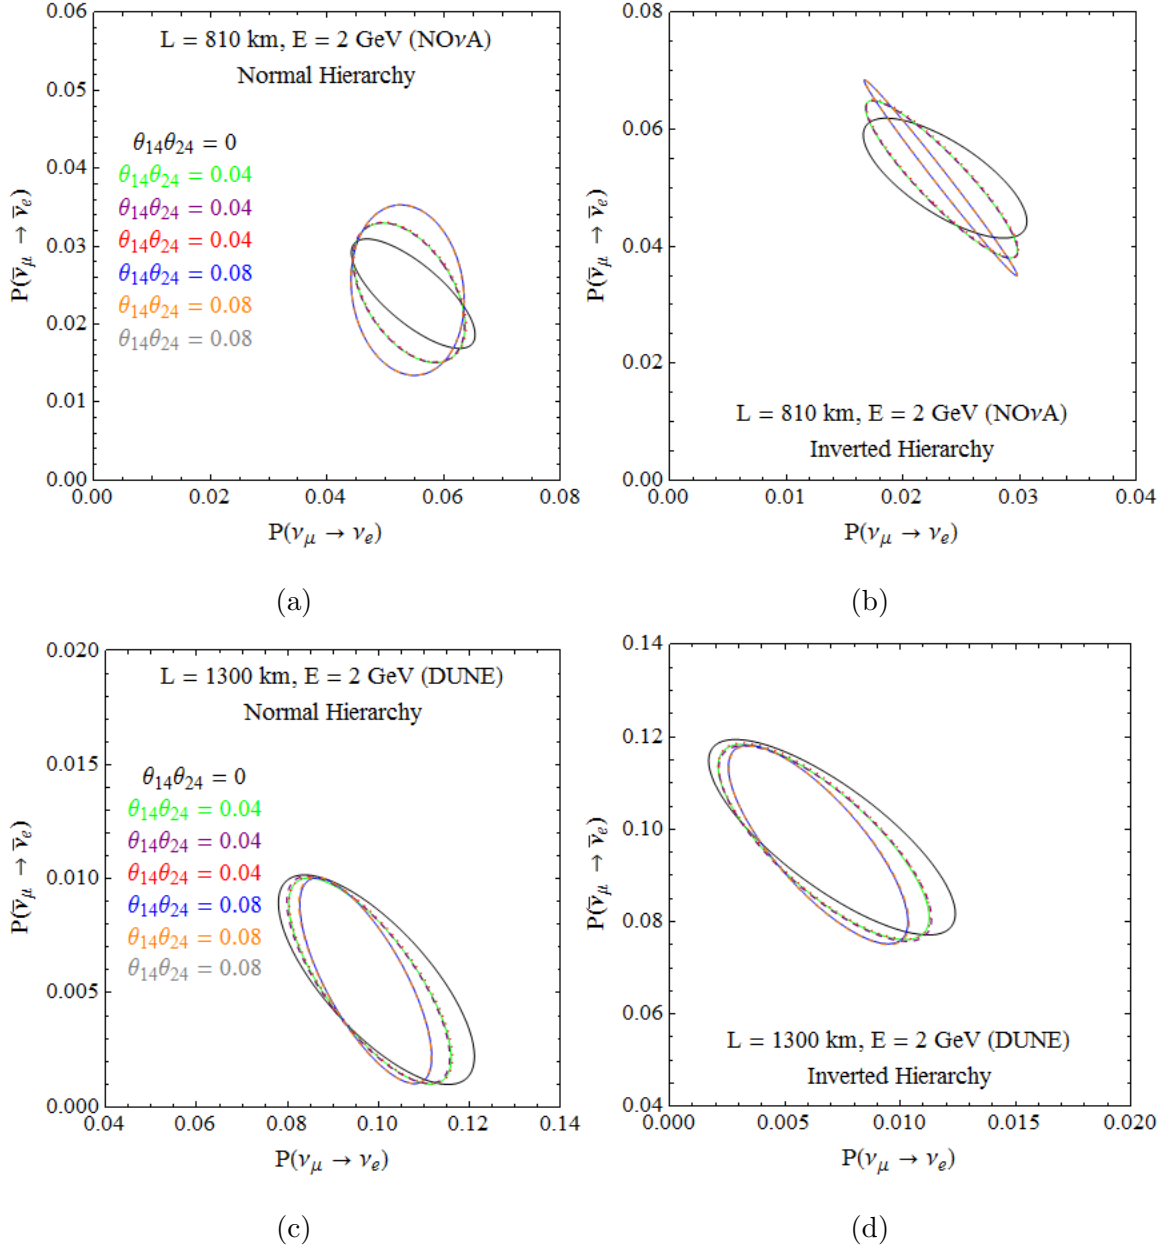 0.06
L = 810 km, E = 2 GeV (NOνA)
Normal Hierarchy
0.05
θ14θ24 = 0
θ14θ24 = 0.04
θ14θ24 = 0.04
θ14θ24 = 0.04
θ14θ24 = 0.08
θ14θ24 = 0.08
θ14θ24 = 0.08
0.04
0.03
0.02
0.01
0.00
P(ν̄μ → ν̄e)
0.00 0.02 0.04 0.06 0.08
P(νμ → νe)
(a)
0.08
0.06
0.04
0.02
0.00
P(ν̄μ → ν̄e)
L = 810 km, E = 2 GeV (NOνA)
Inverted Hierarchy
0.00 0.01 0.02 0.03 0.04
P(νμ → νe)
(b)
0.020
L = 1300 km, E = 2 GeV (DUNE)
Normal Hierarchy
0.015
θ14θ24 = 0
θ14θ24 = 0.04
θ14θ24 = 0.04
θ14θ24 = 0.04
θ14θ24 = 0.08
θ14θ24 = 0.08
θ14θ24 = 0.08
0.010
0.005
0.000
P(ν̄μ → ν̄e)
0.04 0.06 0.08 0.10 0.12 0.14
P(νμ → νe)
(c)
0.14
0.12
0.10
0.08
0.06
0.04
P(ν̄μ → ν̄e)
L = 1300 km, E = 2 GeV (DUNE)
Inverted Hierarchy
0.000 0.005 0.010 0.015 0.020
P(νμ → νe)
(d)